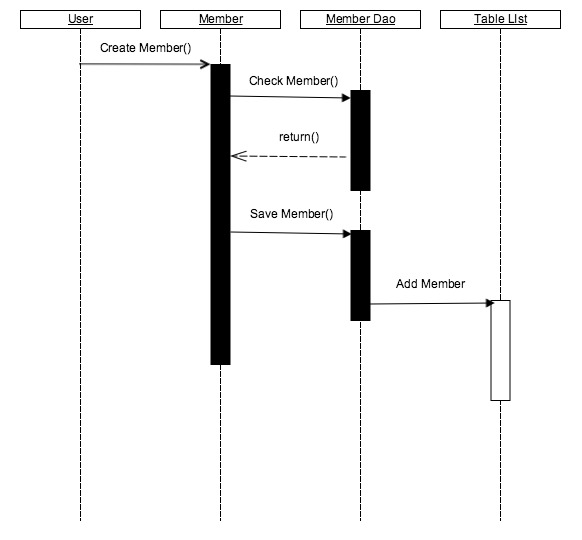 User
Member
Member Dao
Table LIst
Create Member()
Check Member()
return()
Save Member()
Add Member